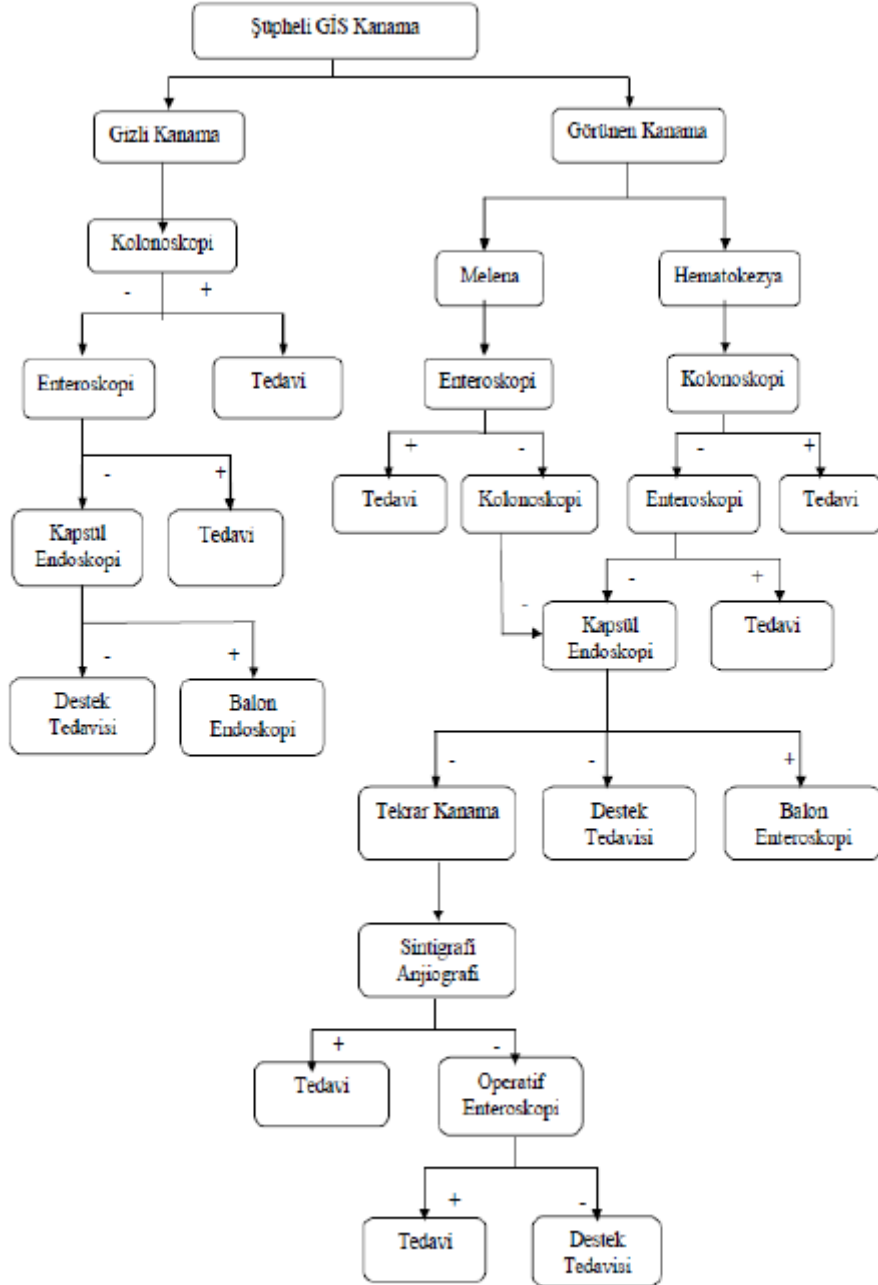 Şüpheli GİS Kanama
Gizli Kanama
Görünen Kanama
Kolonoskopi
- +
Melena
Hematokezya
Enteroskopi
Tedavi
Enteroskopi
Kolonoskopi
- +
+ -
- +
Kapsül
Endoskopi
Tedavi
Tedavi
Kolonoskopi
Enteroskopi
Tedavi
- +
- +
-
Destek
Tedavisi
Balon
Endoskopi
Kapsül
Endoskopi
Tedavi
- - +
Tekrar Kanama
Destek
Tedavisi
Balon
Enteroskopi
Sintigrafi
Anjiografi
+ -
Tedavi
Operatif
Enteroskopi
+ -
Tedavi
Destek
Tedavisi